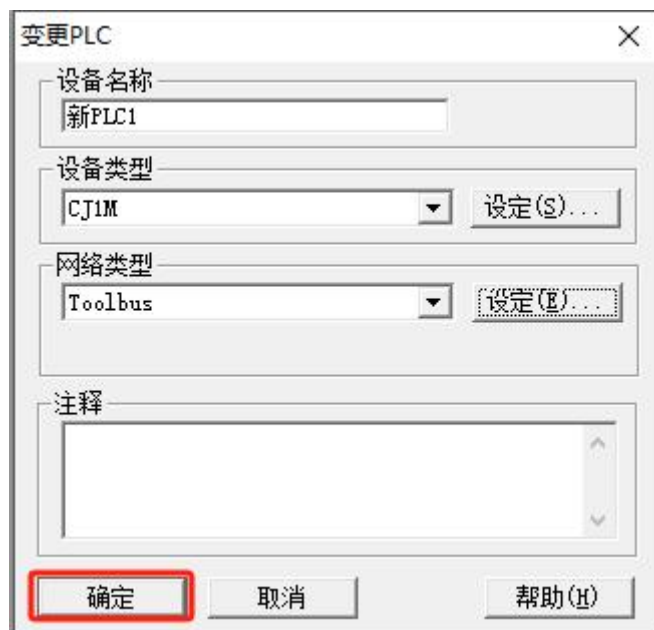 变更PLC
设备名称
新PLC1
设备类型
CJ1M
设定(S)...
网络类型
Toolbus
设定(E)...
注释
确定
取消
帮助(H)